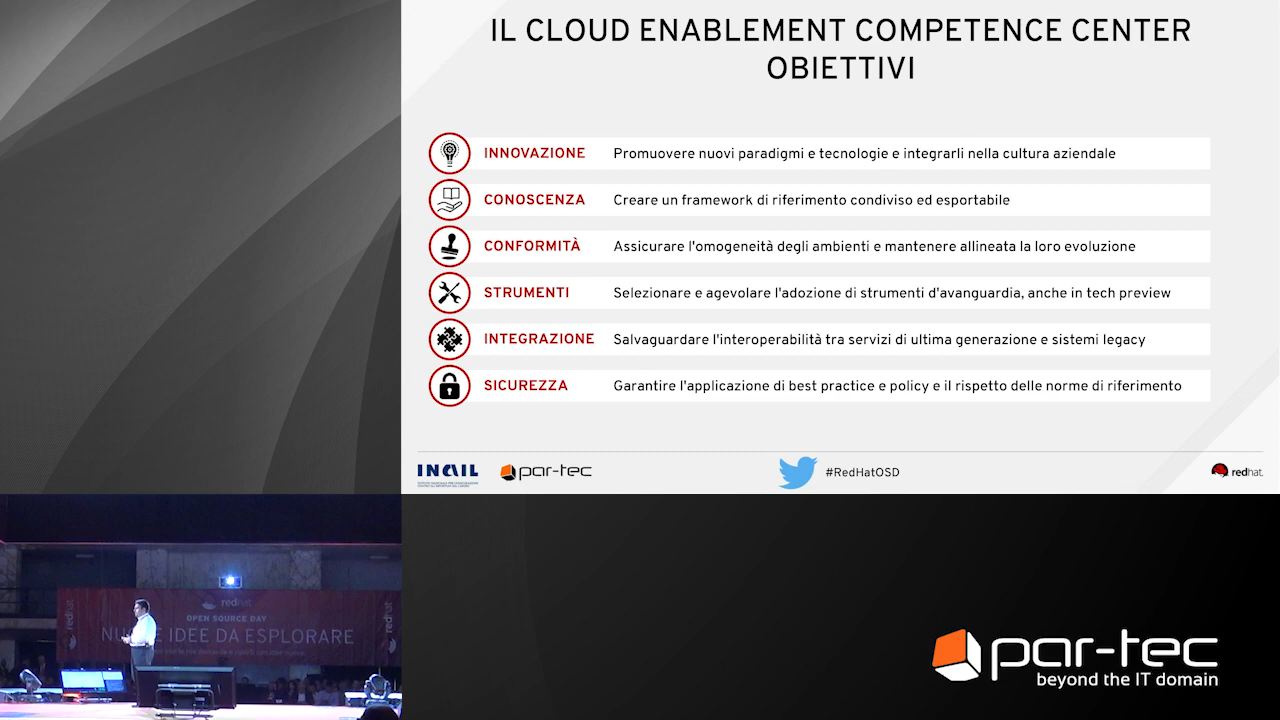 IL CLOUD ENABLEMENT COMPETENCE CENTER
OBIETTIVI
INNOVAZIONE Promuovere nuovi paradigmi e tecnologie e integrarli nella cultura aziendale
CONOSCENZA Creare un framework di riferimento condiviso ed esportabile
CONFORMITÀ Assicurare l'omogeneità degli ambienti e mantenere allineata la loro evoluzione
STRUMENTI Selezionare e agevolare l'adozione di strumenti d'avanguardia, anche in tech preview
INTEGRAZIONE Salvaguardare l'interoperabilità tra servizi di ultima generazione e sistemi legacy
SICUREZZA Garantire l'applicazione di best practice e policy e il rispetto delle norme di riferimento
INAIL par-tec #RedHatOSD redhat.
redhat
redhat
redhat
OPEN SOURCE DAY
IDEE DA ESPLORARE
par-tec
beyond the IT domain